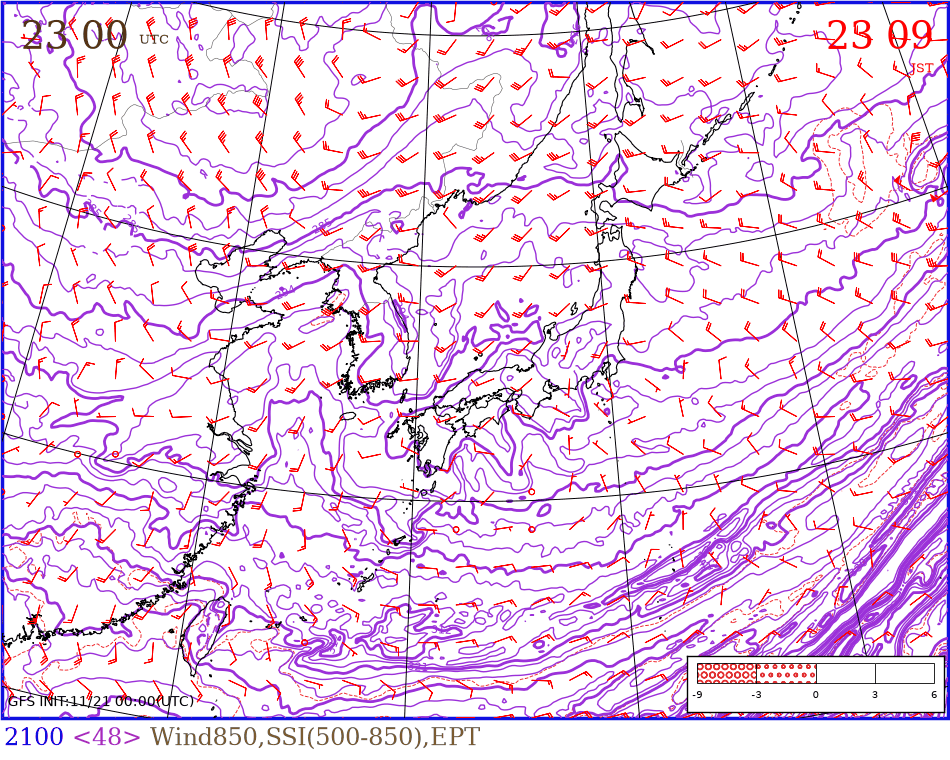 23 00 UTC
23 09
JST
GFS INIT:11/21 00:00(UTC)
-9 -3 0 3 6
2100 <48> Wind850,SSI(500-850),EPT